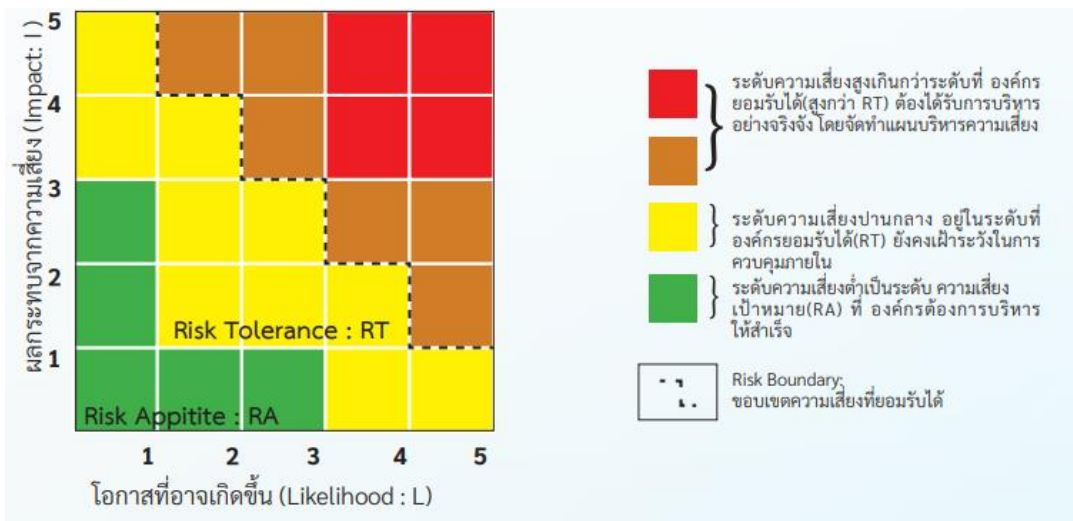 ผลกระทบจากความเสี่ยง (Impact: I )
5
4
3
2
1
Risk Tolerance : RT
Risk Appitite : RA
1 2 3 4 5
โอกาสที่อาจเกิดขึ้น (Likelihood : L)
ระดับความเสี่ยงสูงเกินกว่าระดับที่ องค์กร
ยอมรับได้(สูงกว่า RT) ต้องได้รับการบริหาร
อย่างจริงจัง โดยจัดทำแผนบริหารความเสี่ยง
ระดับความเสี่ยงปานกลาง อยู่ในระดับที่
องค์กรยอมรับได้(RT) ยังคงเฝ้าระวังในการ
ควบคุมภายใน
ระดับความเสี่ยงต่ำเป็นระดับ ความเสี่ยง
เป้าหมาย(RA) ที่ องค์กรต้องการบริหาร
ให้สำเร็จ
Risk Boundary:
ขอบเขตความเสี่ยงที่ยอมรับได้